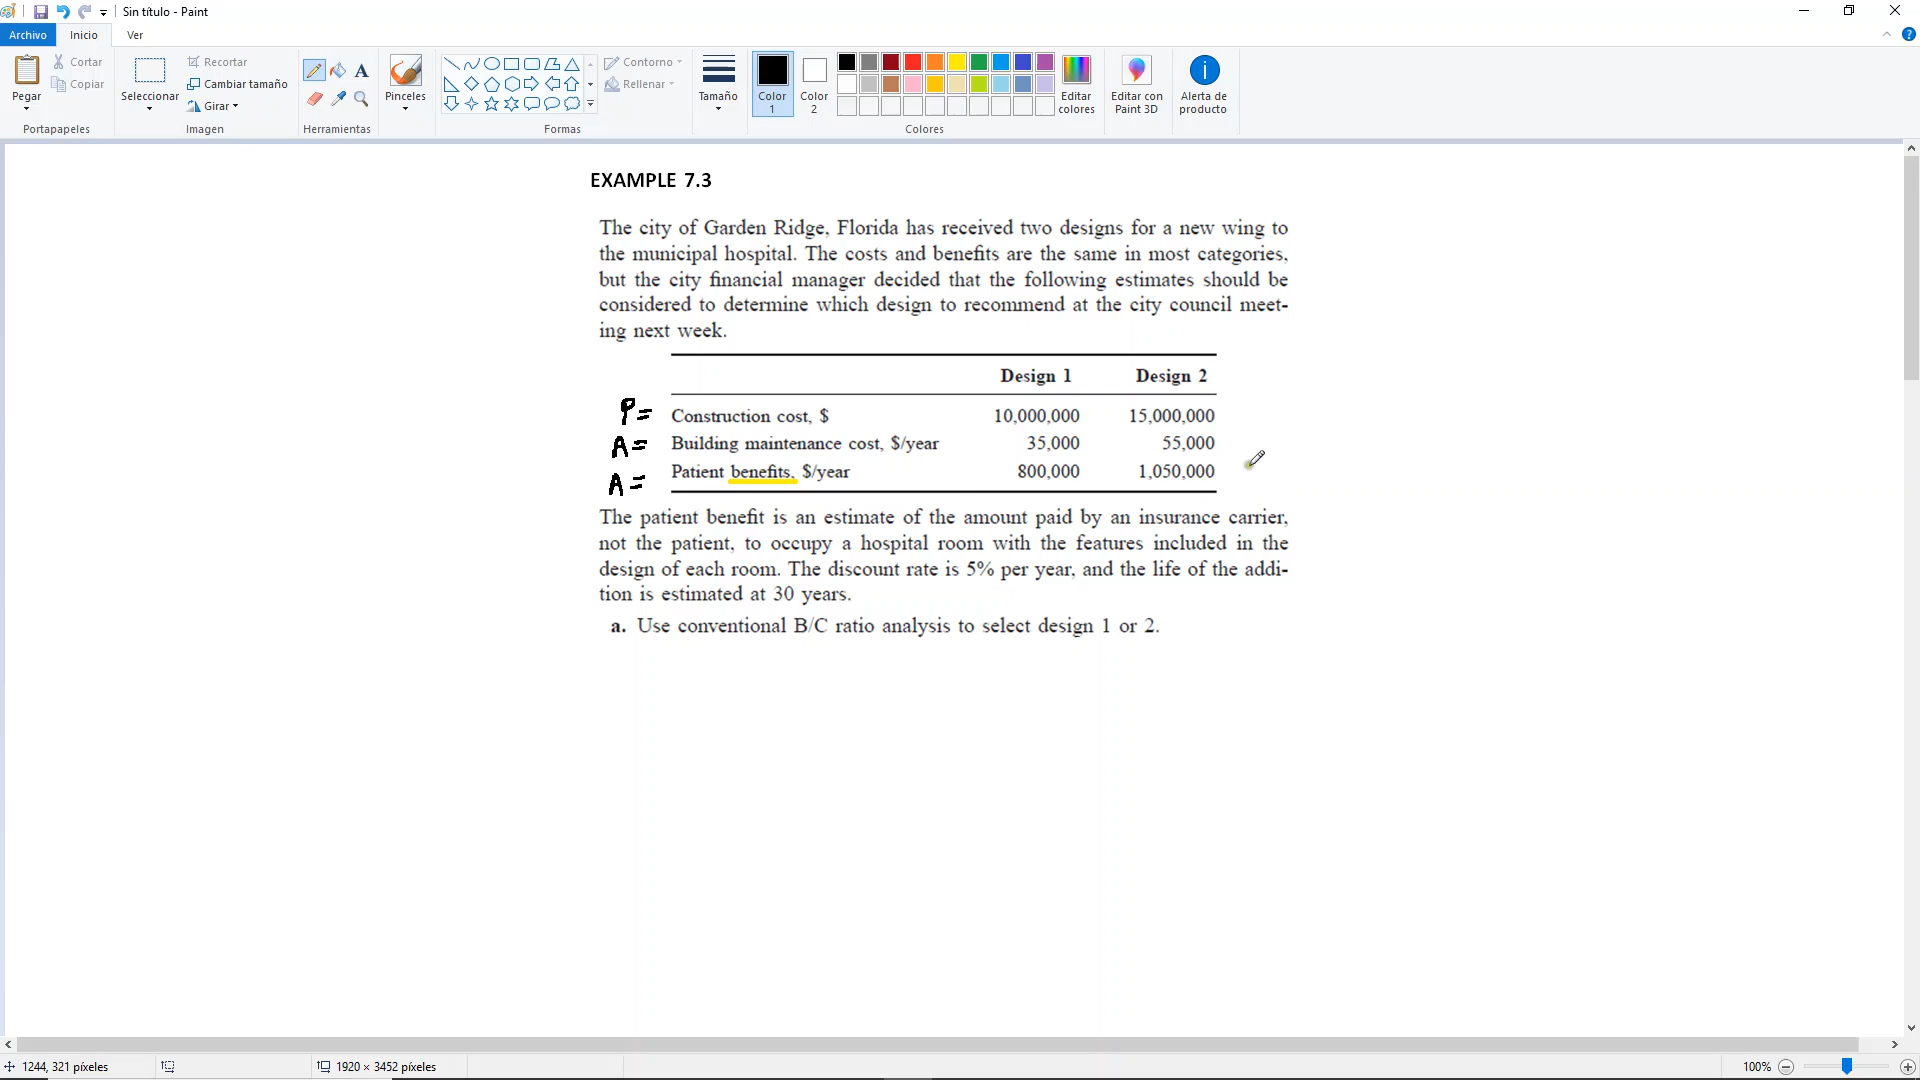 Sin título - Paint
Archivo
Inicio
Ver
?
Pegar
Cortar
Copiar
Portapapeles
Seleccionar
Recortar
Cambiar tamaño
Girar
Imagen
A
Herramientas
Pinceles
Contorno
Rellenar
Formas
Tamaño
Color
1
Color
2
Editar
colores
Colores
Editar con
Paint 3D
i
Alerta de
producto
EXAMPLE 7.3
The city of Garden Ridge, Florida has received two designs for a new wing to
the municipal hospital. The costs and benefits are the same in most categories,
but the city financial manager decided that the following estimates should be
considered to determine which design to recommend at the city council meet-
ing next week.
Design 1 Design 2
P= Construction cost, $ 10,000,000 15,000,000
A= Building maintenance cost, $/year 35,000 55,000
A= Patient benefits, $/year 800,000 1,050,000
The patient benefit is an estimate of the amount paid by an insurance carrier,
not the patient, to occupy a hospital room with the features included in the
design of each room. The discount rate is 5% per year, and the life of the addi-
tion is estimated at 30 years.
a. Use conventional B/C ratio analysis to select design 1 or 2.
1244, 321 píxeles
1920 × 3452 píxeles
100%